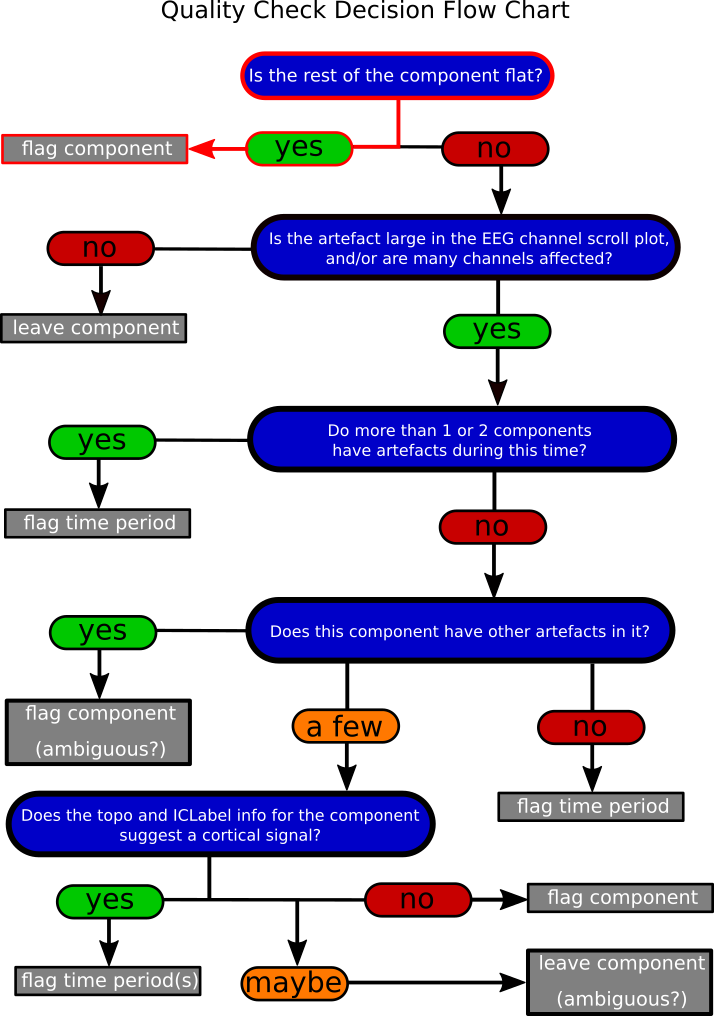 Quality Check Decision Flow Chart
Is the rest of the component flat?
flag component
yes
no
Is the artefact large in the EEG channel scroll plot,
and/or are many channels affected?
no
leave component
yes
Do more than 1 or 2 components
have artefacts during this time?
yes
flag time period
no
Does this component have other artefacts in it?
yes
flag component
(ambiguous?)
a few
no
flag time period
Does the topo and ICLabel info for the component
suggest a cortical signal?
yes
no
flag component
flag time period(s)
maybe
leave component
(ambiguous?)